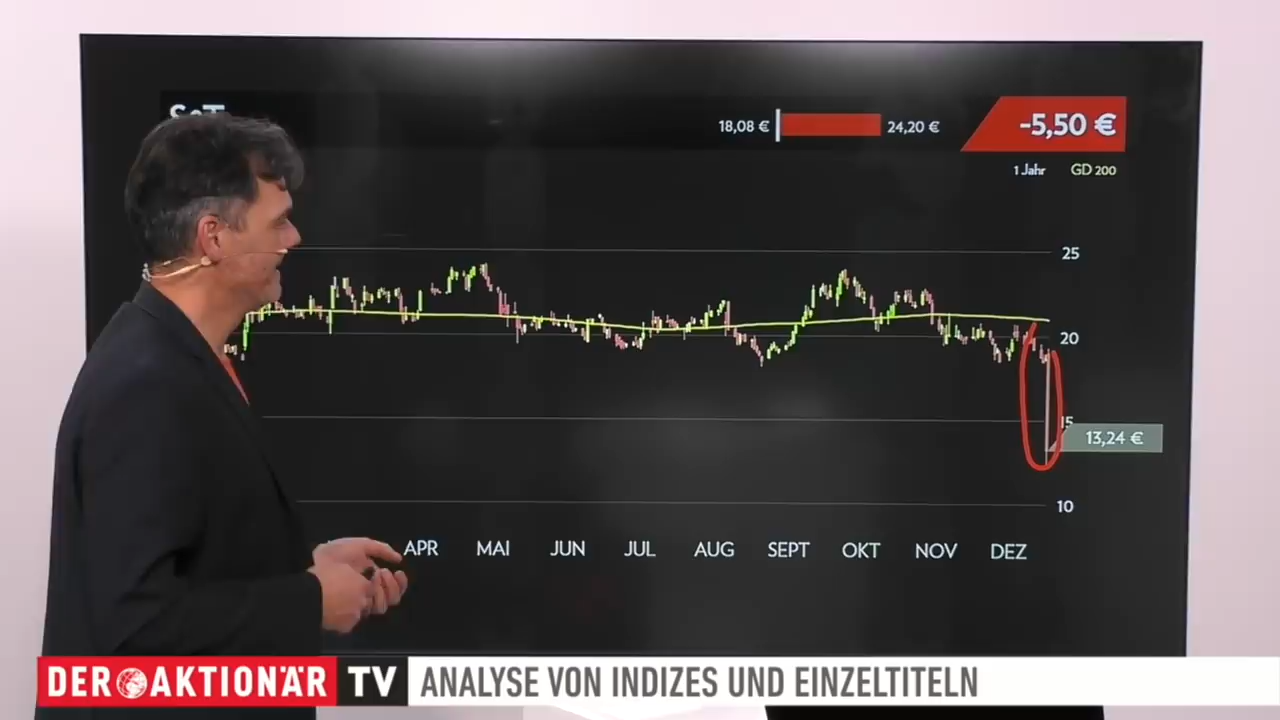 18,08 € 24,20 € -5,50 €
1 Jahr GD 200
25
20
15
13,24 €
10
APR MAI JUN JUL AUG SEPT OKT NOV DEZ
DER AKTIONÄR TV ANALYSE VON INDIZES UND EINZELTITELN